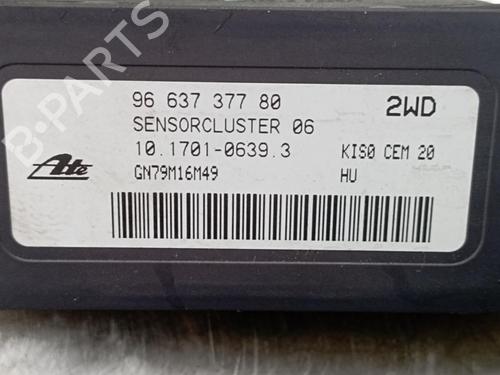 B-PARTS
96 637 377 80
2WD
SENSORCLUSTER 06
10.1701-0639.3
KIS0 CEM 20
Ate
GN79M16M49
HU